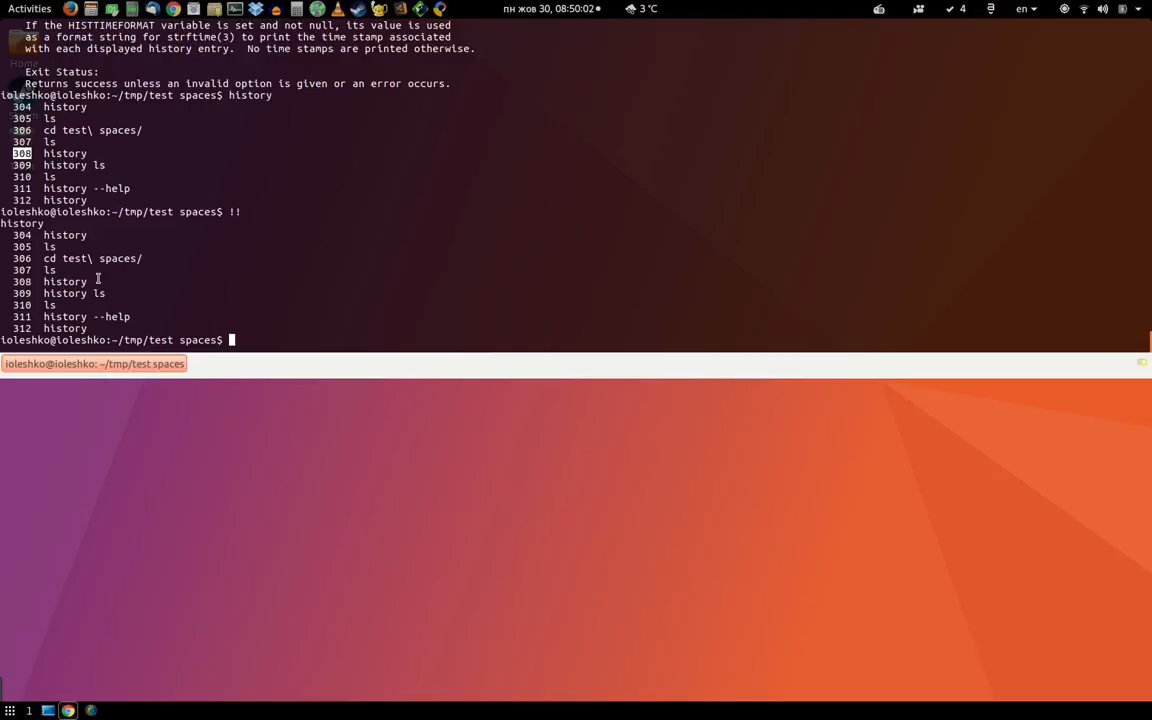 Activities
пн жов 30, 08:50:02
3 °C
4
en
If the HISTTIMEFORMAT variable is set and not null, its value is used
as a format string for strftime(3) to print the time stamp associated
with each displayed history entry.  No time stamps are printed otherwise.
Home
Exit Status:
Returns success unless an invalid option is given or an error occurs.
ioleshko@ioleshko:~/tmp/test spaces$ history
304  history
305  ls
306  cd test\ spaces/
307  ls
308  history
309  history ls
310  ls
311  history --help
312  history
ioleshko@ioleshko:~/tmp/test spaces$ !!
history
304  history
305  ls
306  cd test\ spaces/
307  ls
308  history
309  history ls
310  ls
311  history --help
312  history
ioleshko@ioleshko:~/tmp/test spaces$
ioleshko@ioleshko: ~/tmp/test spaces
1